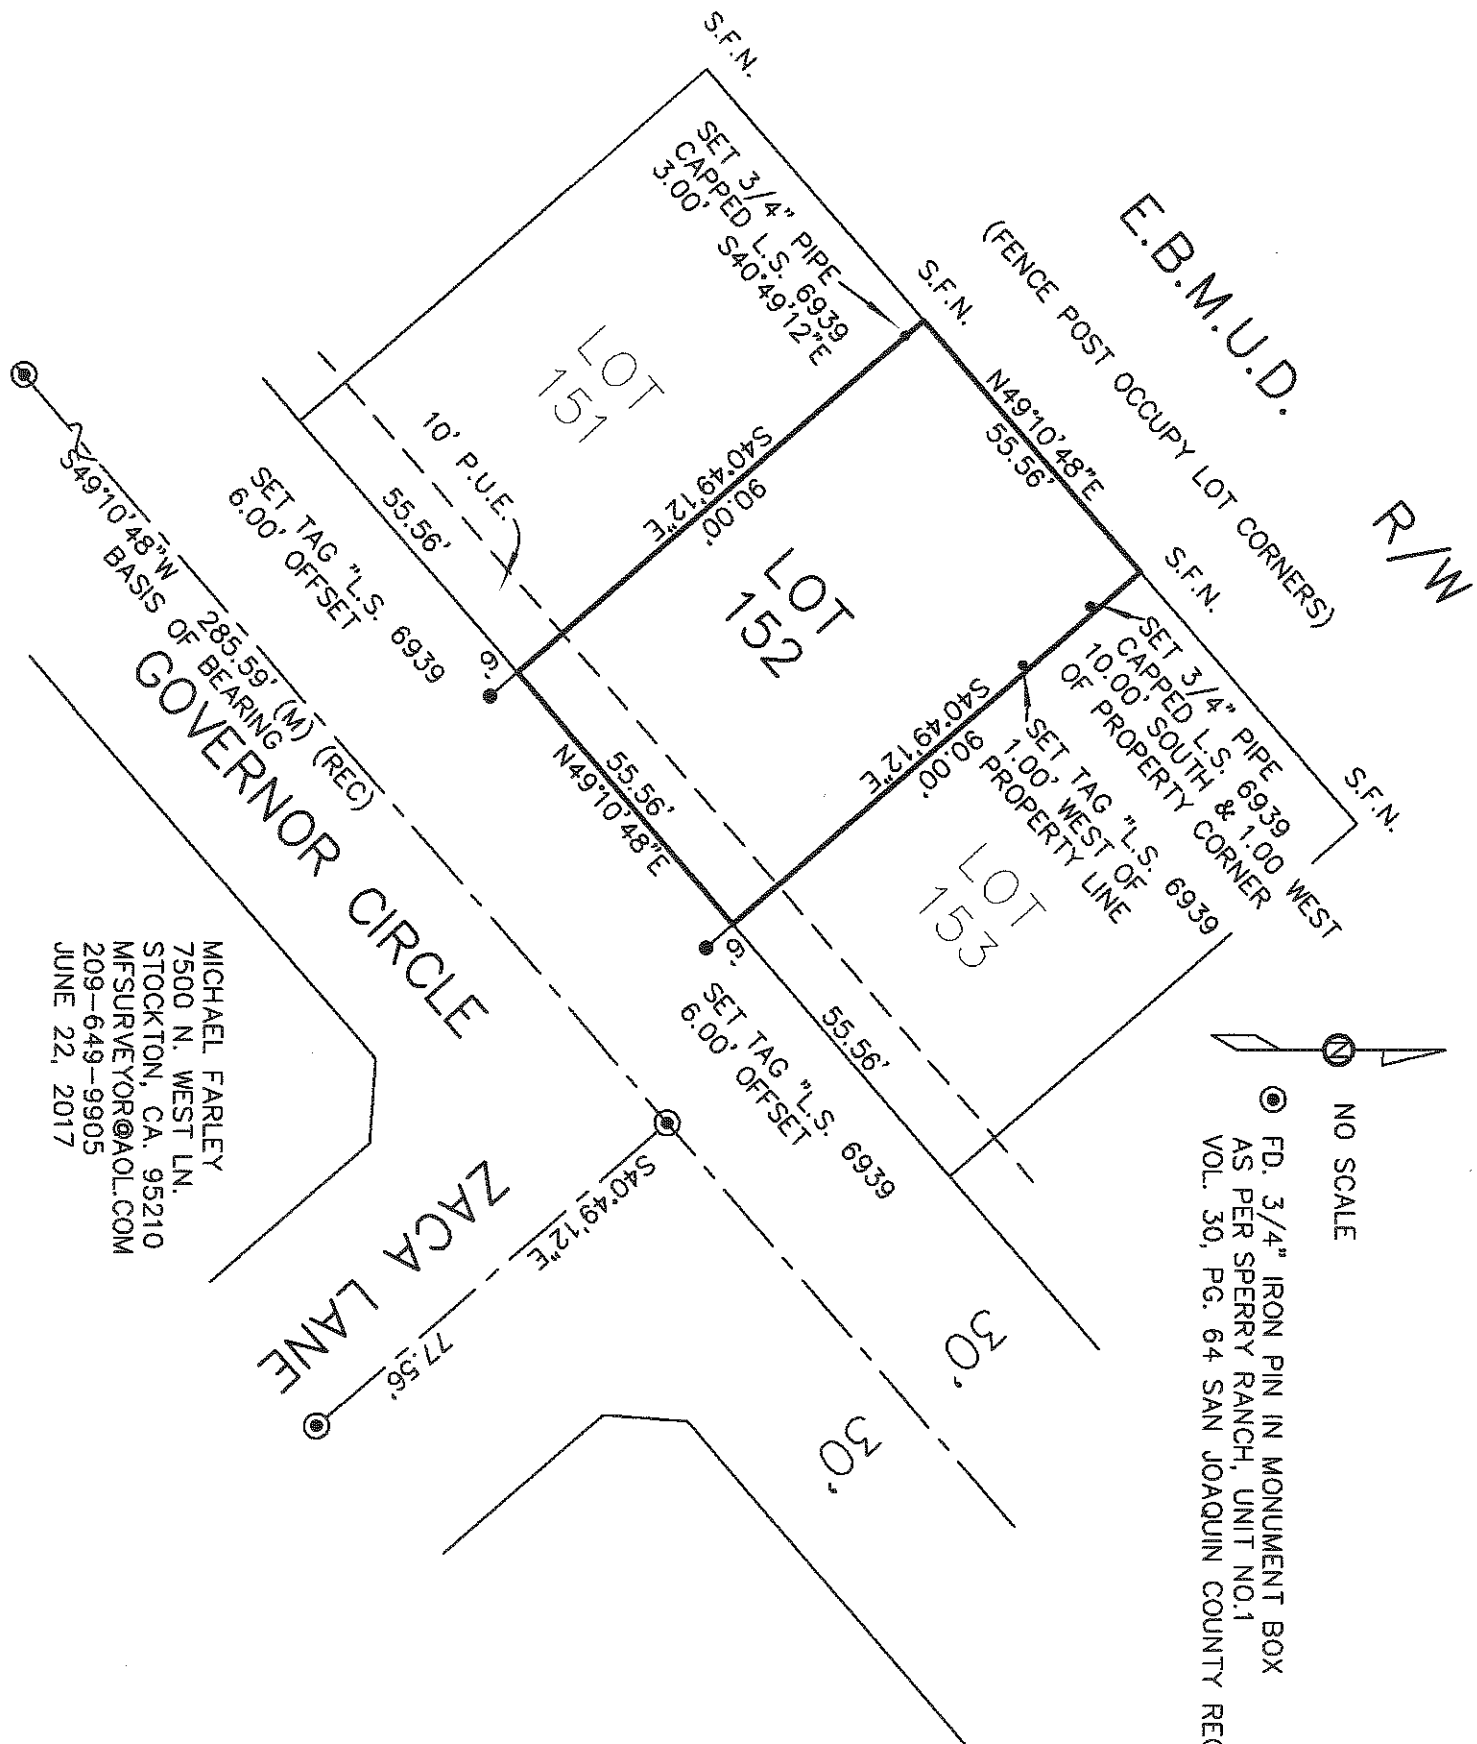 E.B.M.U.D.
R/W
(FENCE POST OCCUPY LOT CORNERS)
S.F.N.
S.F.N.
S.F.N.
S.F.N.
SET 3/4" PIPE
CAPPED L.S. 6939
3.00' S40°49'12"E
N49°10'48"E
55.56'
SET 3/4" PIPE
CAPPED L.S. 6939
10.00' SOUTH & 1.00 WEST
OF PROPERTY CORNER
SET TAG "L.S. 6939
1.00' WEST OF
PROPERTY LINE
LOT
151
LOT
152
LOT
153
90.00'
S40°49'12"E
90.00'
S40°49'12"E
10' P.U.E.
55.56'
55.56'
N49°10'48"E
55.56'
6'
6'
SET TAG "L.S. 6939
6.00' OFFSET
SET TAG "L.S. 6939
6.00' OFFSET
S49°10'48"W 285.59' (M) (REC)
BASIS OF BEARING
GOVERNOR CIRCLE
S40°49'12"E
77.56'
ZACA LANE
30'
30'
NO SCALE
N
FD. 3/4" IRON PIN IN MONUMENT BOX
AS PER SPERRY RANCH, UNIT NO.1
VOL. 30, PG. 64 SAN JOAQUIN COUNTY
MICHAEL FARLEY
7500 N. WEST LN.
STOCKTON, CA. 95210
MFSURVEYOR@AOL.COM
209-649-9905
JUNE 22, 2017